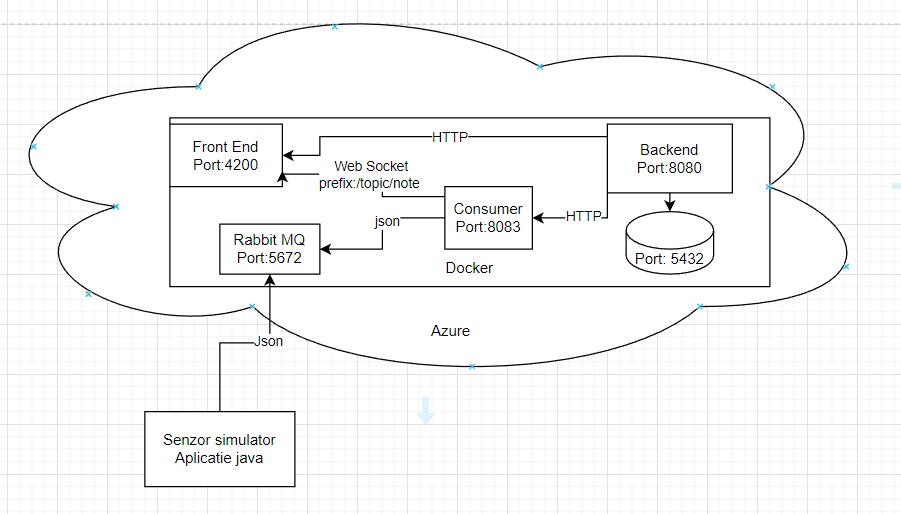 Front End
Port:4200
HTTP
Backend
Port:8080
Web Socket
prefix:/topic/note
Consumer
Port:8083
json
HTTP
Rabbit MQ
Port:5672
Port: 5432
Docker
Azure
Json
Senzor simulator
Aplicatie java